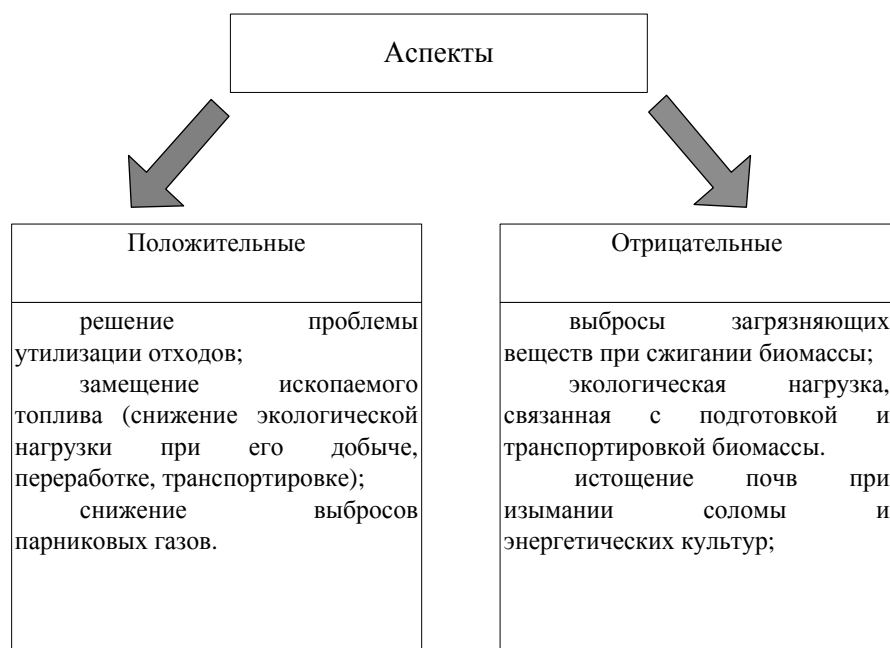 Аспекты
Положительные
решение проблемы
утилизации отходов;
замещение ископаемого
топлива (снижение экологической
нагрузки при его добыче,
переработке, транспортировке);
снижение выбросов
парниковых газов.
Отрицательные
выбросы загрязняющих
веществ при сжигании биомассы;
экологическая нагрузка,
связанная с подготовкой и
транспортировкой биомассы.
истощение почв при
изымании соломы и
энергетических культур;